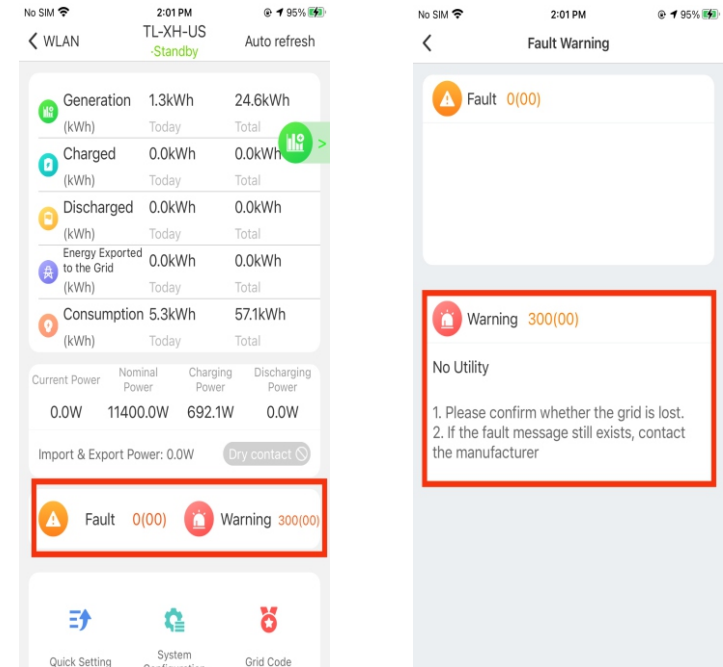 No SIM 2:01 PM 95%
WLAN TL-XH-US Auto refresh
·Standby
Generation 1.3kWh 24.6kWh
(kWh) Today Total
Charged 0.0kWh 0.0kWh
(kWh) Today Total
Discharged 0.0kWh 0.0kWh
(kWh) Today Total
Energy Exported
to the Grid 0.0kWh 0.0kWh
(kWh) Today Total
Consumption 5.3kWh 57.1kWh
(kWh) Today Total
Current Power Nominal Power Charging Power Discharging Power
0.0W 11400.0W 692.1W 0.0W
Import & Export Power: 0.0W Dry contact
Fault 0(00) Warning 300(00)
Quick Setting System Grid Code
No SIM 2:01 PM 95%
Fault Warning
Fault 0(00)
Warning 300(00)
No Utility
1. Please confirm whether the grid is lost.
2. If the fault message still exists, contact
the manufacturer